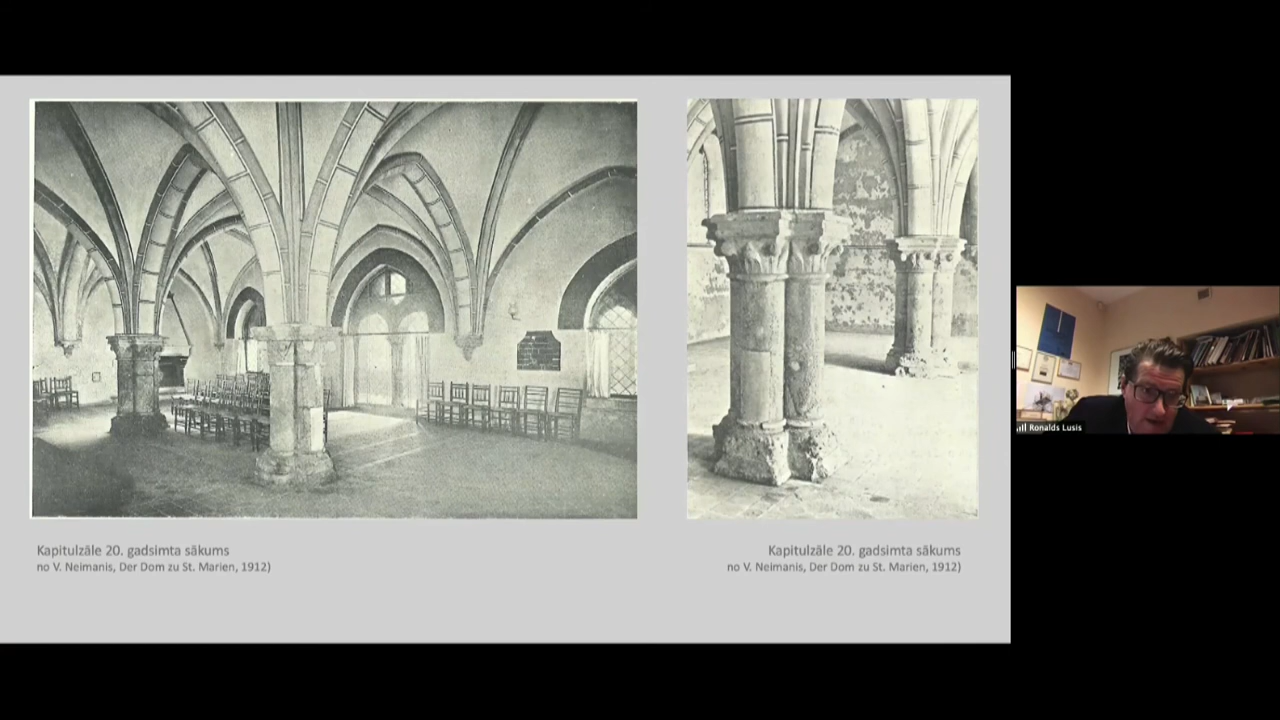 Kapitulzāle 20. gadsimta sākums
no V. Neimanis, Der Dom zu St. Marien, 1912)
Kapitulzāle 20. gadsimta sākums
no V. Neimanis, Der Dom zu St. Marien, 1912)
Ronalds Lusis